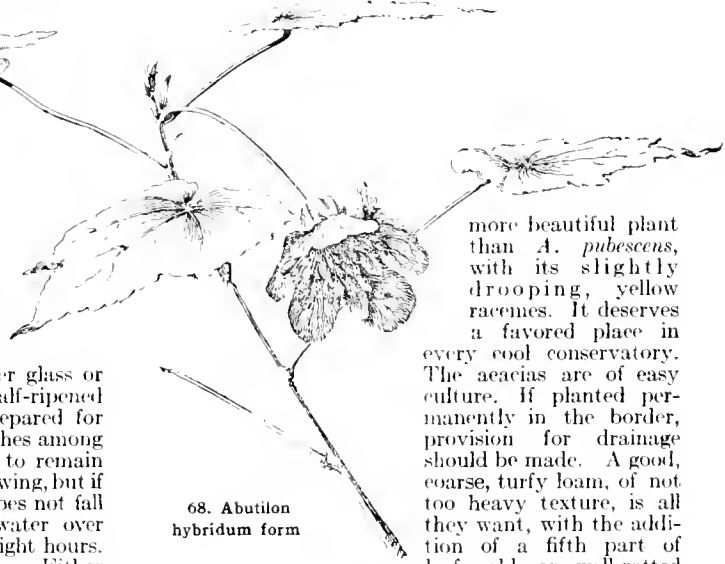 er glass or
alf-ripened
epared for
hes among
to remain
wing, but if
oes not fall
water over
ight hours.
Either
68. Abutilon
hybridum form
more beautiful plant
than A. pubescens,
with its slightly
drooping, yellow
racemes. It deserves
a favored place in
every cool conservatory.
The acacias are of easy
culture. If planted per-
manently in the border,
provision for drainage
should be made. A good,
coarse, turfy loam, of not
too heavy texture, is all
they want, with the addi-
tion of a fifth part of